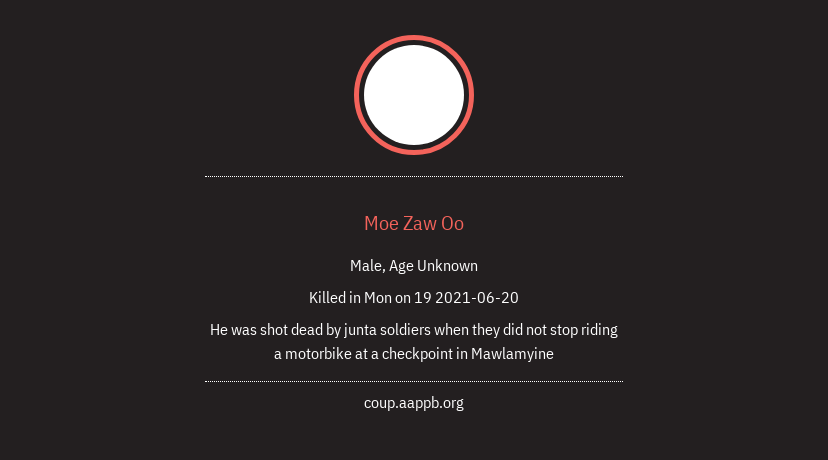 Moe Zaw Oo
Male, Age Unknown
Killed in Mon on 19 2021-06-20
He was shot dead by junta soldiers when they did not stop riding
a motorbike at a checkpoint in Mawlamyine
coup.aappb.org